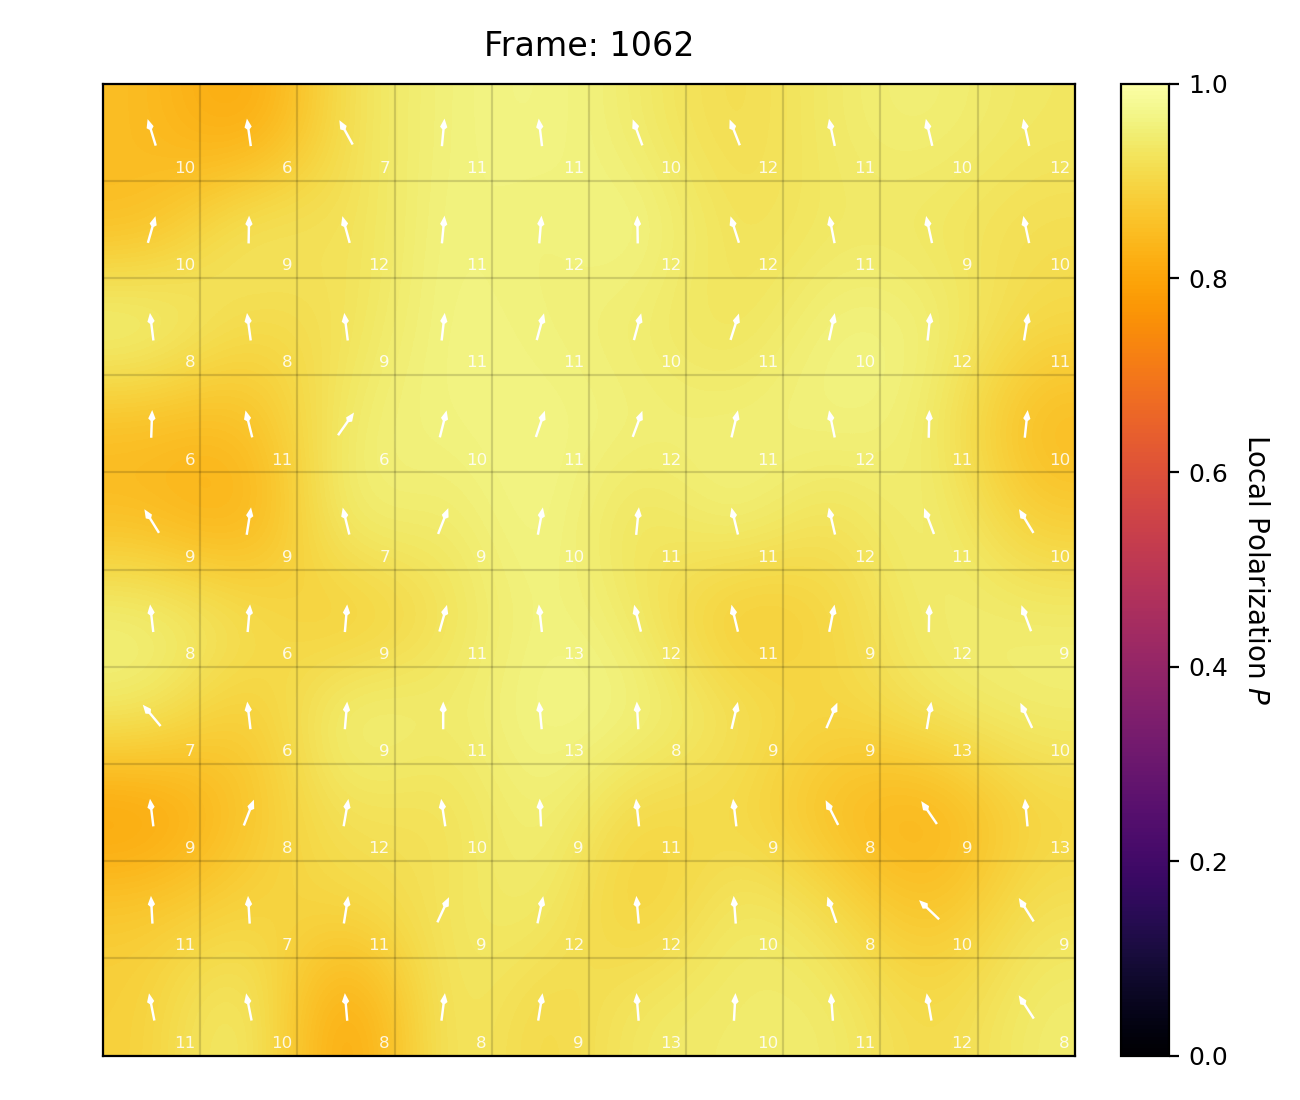 Frame: 1062
10 6 7 11 11 10 12 11 10 12
10 9 12 11 12 12 12 11 9 10
8 8 9 11 11 10 11 10 12 11
6 11 6 10 11 12 11 12 11 10
9 9 7 9 10 11 11 12 11 10
8 6 9 11 13 12 11 9 12 9
7 6 9 11 13 8 9 9 13 10
9 8 12 10 9 11 9 8 9 13
11 7 11 9 12 12 10 8 10 9
11 10 8 8 9 13 10 11 12 8
1.0
0.8
0.6
0.4
0.2
0.0
Local Polarization P